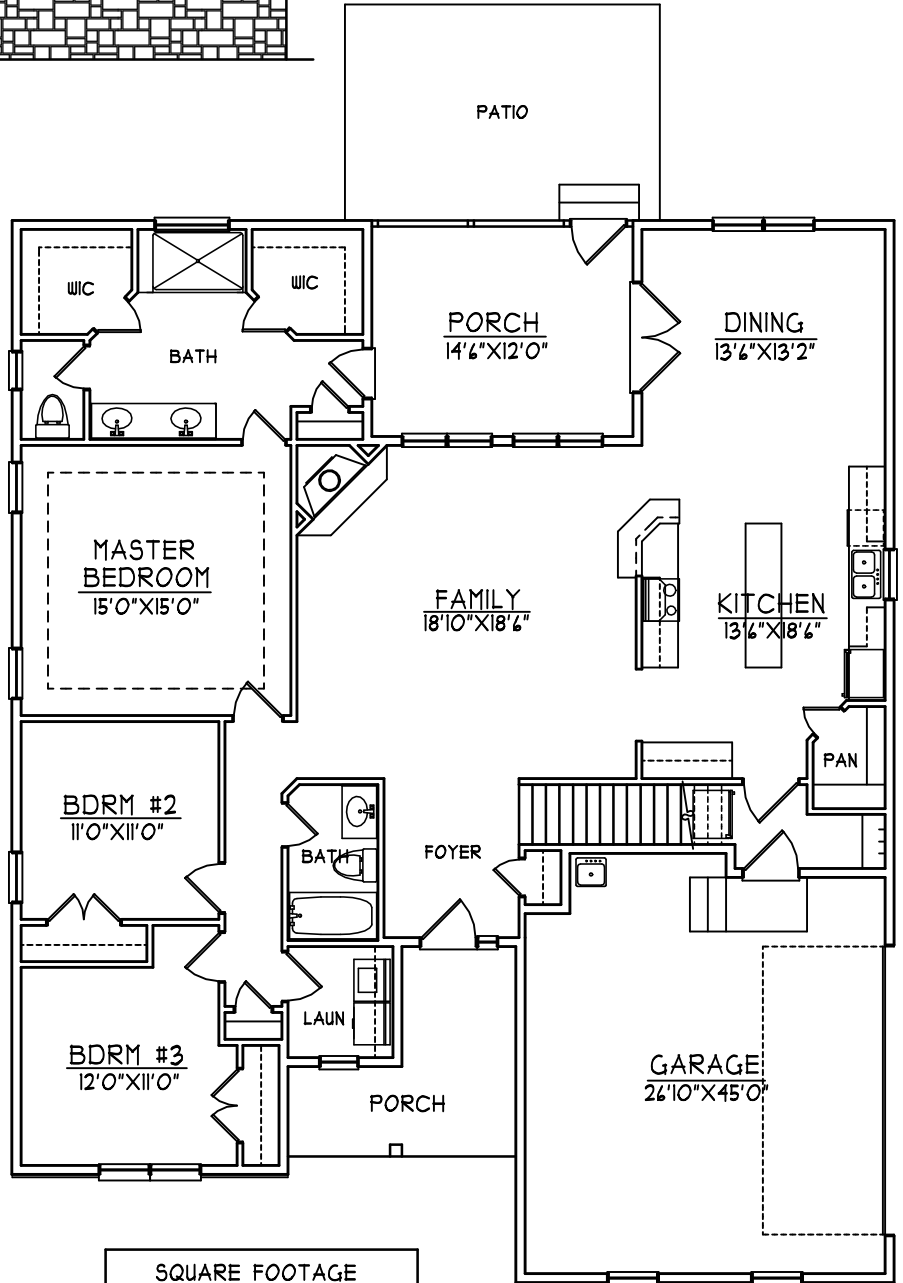 PATIO
WIC
WIC
PORCH
14'6"X12'0"
DINING
13'6"X13'2"
BATH
MASTER
BEDROOM
15'0"X15'0"
FAMILY
18'10"X18'6"
KITCHEN
13'6"X18'6"
PAN
BDRM #2
11'0"X11'0"
BATH
FOYER
LAUN
BDRM #3
12'0"X11'0"
GARAGE
26'10"X45'0"
PORCH
SQUARE FOOTAGE